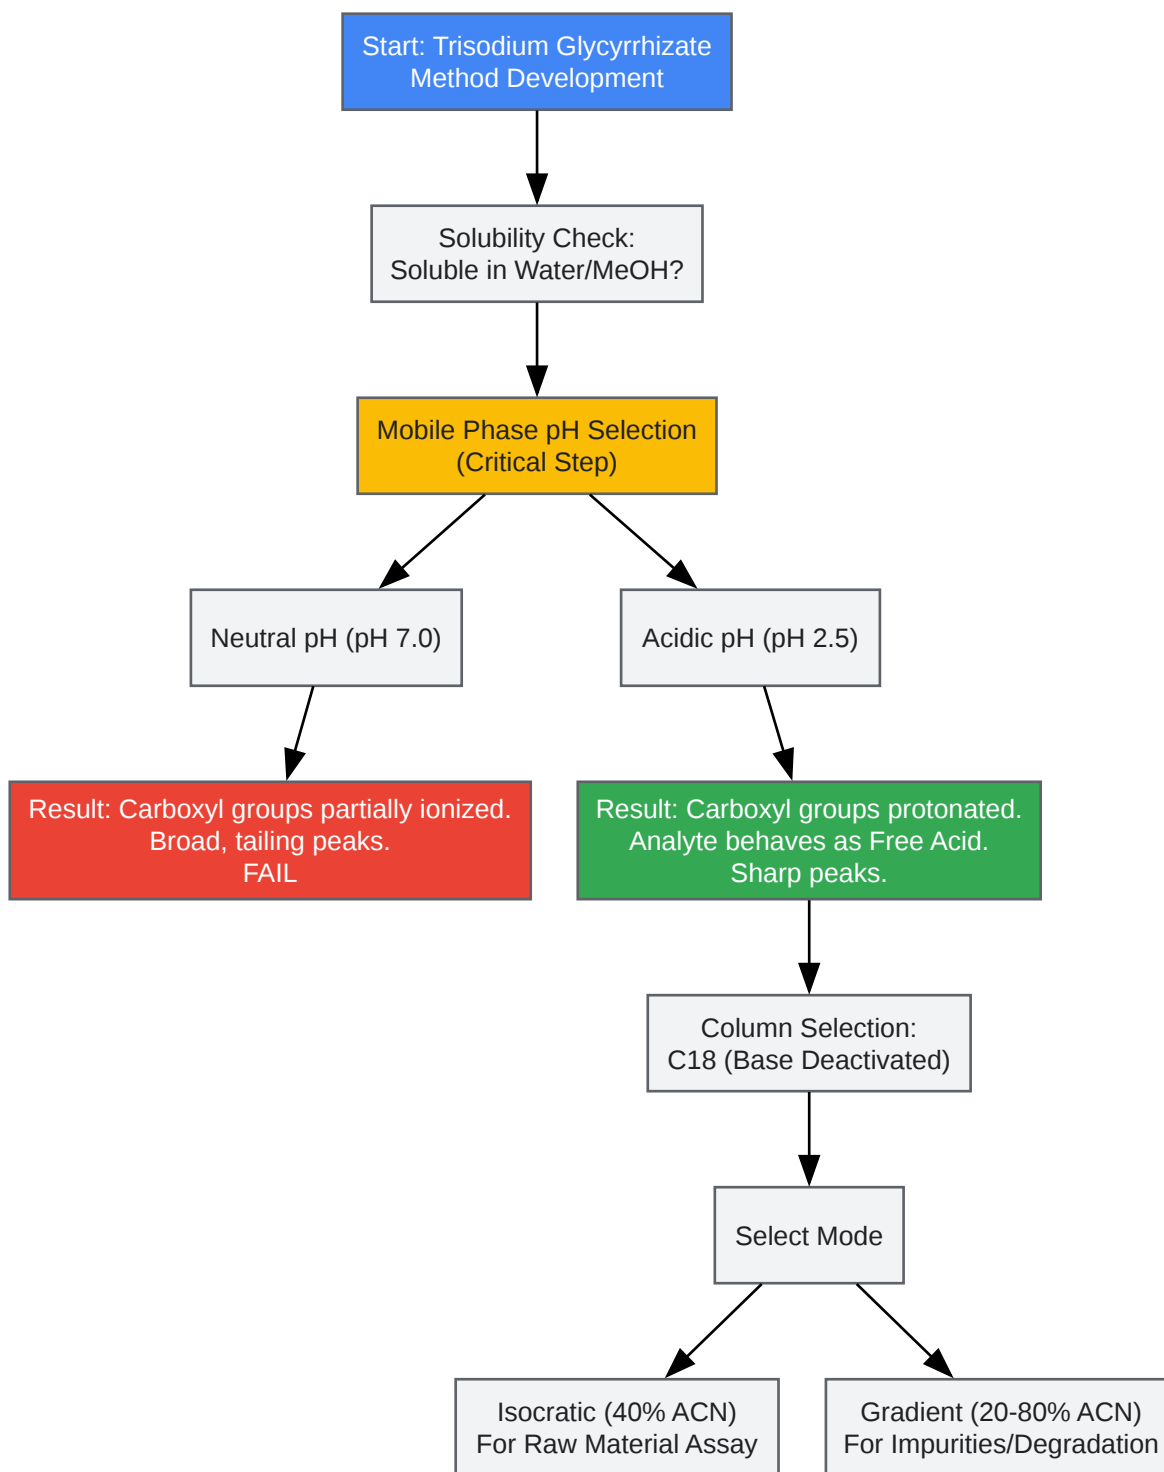 Start: Trisodium Glycyrrhizate
Method Development
Solubility Check:
Soluble in Water/MeOH?
Mobile Phase pH Selection
(Critical Step)
Neutral pH (pH 7.0)
Acidic pH (pH 2.5)
Result: Carboxyl groups partially ionized.
Broad, tailing peaks.
FAIL
Result: Carboxyl groups protonated.
Analyte behaves as Free Acid.
Sharp peaks.
Column Selection:
C18 (Base Deactivated)
Select Mode
Isocratic (40% ACN)
For Raw Material Assay
Gradient (20-80% ACN)
For Impurities/Degradation